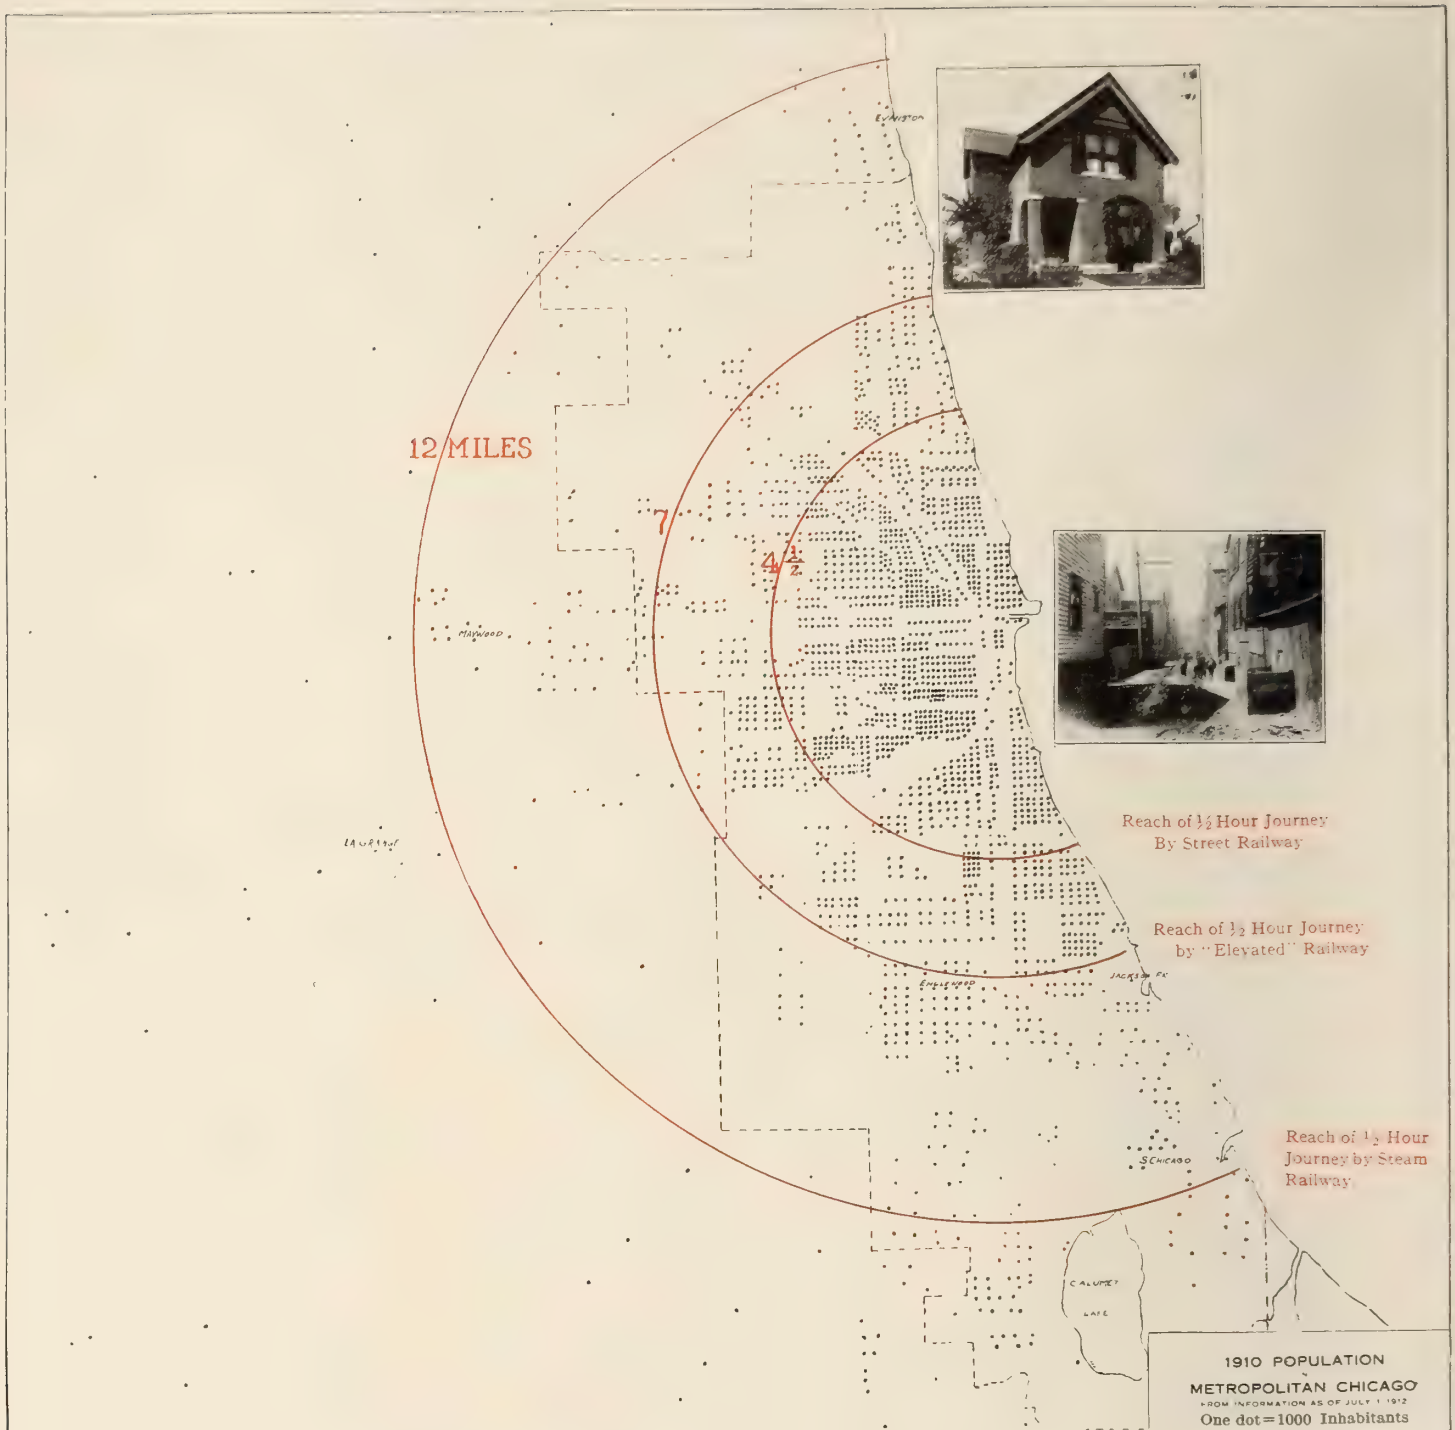 EVANSTON
12 MILES
7
4 1/2
MAYWOOD
Reach of ½ Hour Journey
By Street Railway
LAGRANGE
Reach of ½ Hour Journey
by "Elevated" Railway
JACKSON PK
ENGLEWOOD
Reach of ½ Hour
Journey by Steam
Railway
S CHICAGO
CALUMET
LAKE
1910 POPULATION
METROPOLITAN CHICAGO
FROM INFORMATION AS OF JULY 1 1912
One dot=1000 Inhabitants